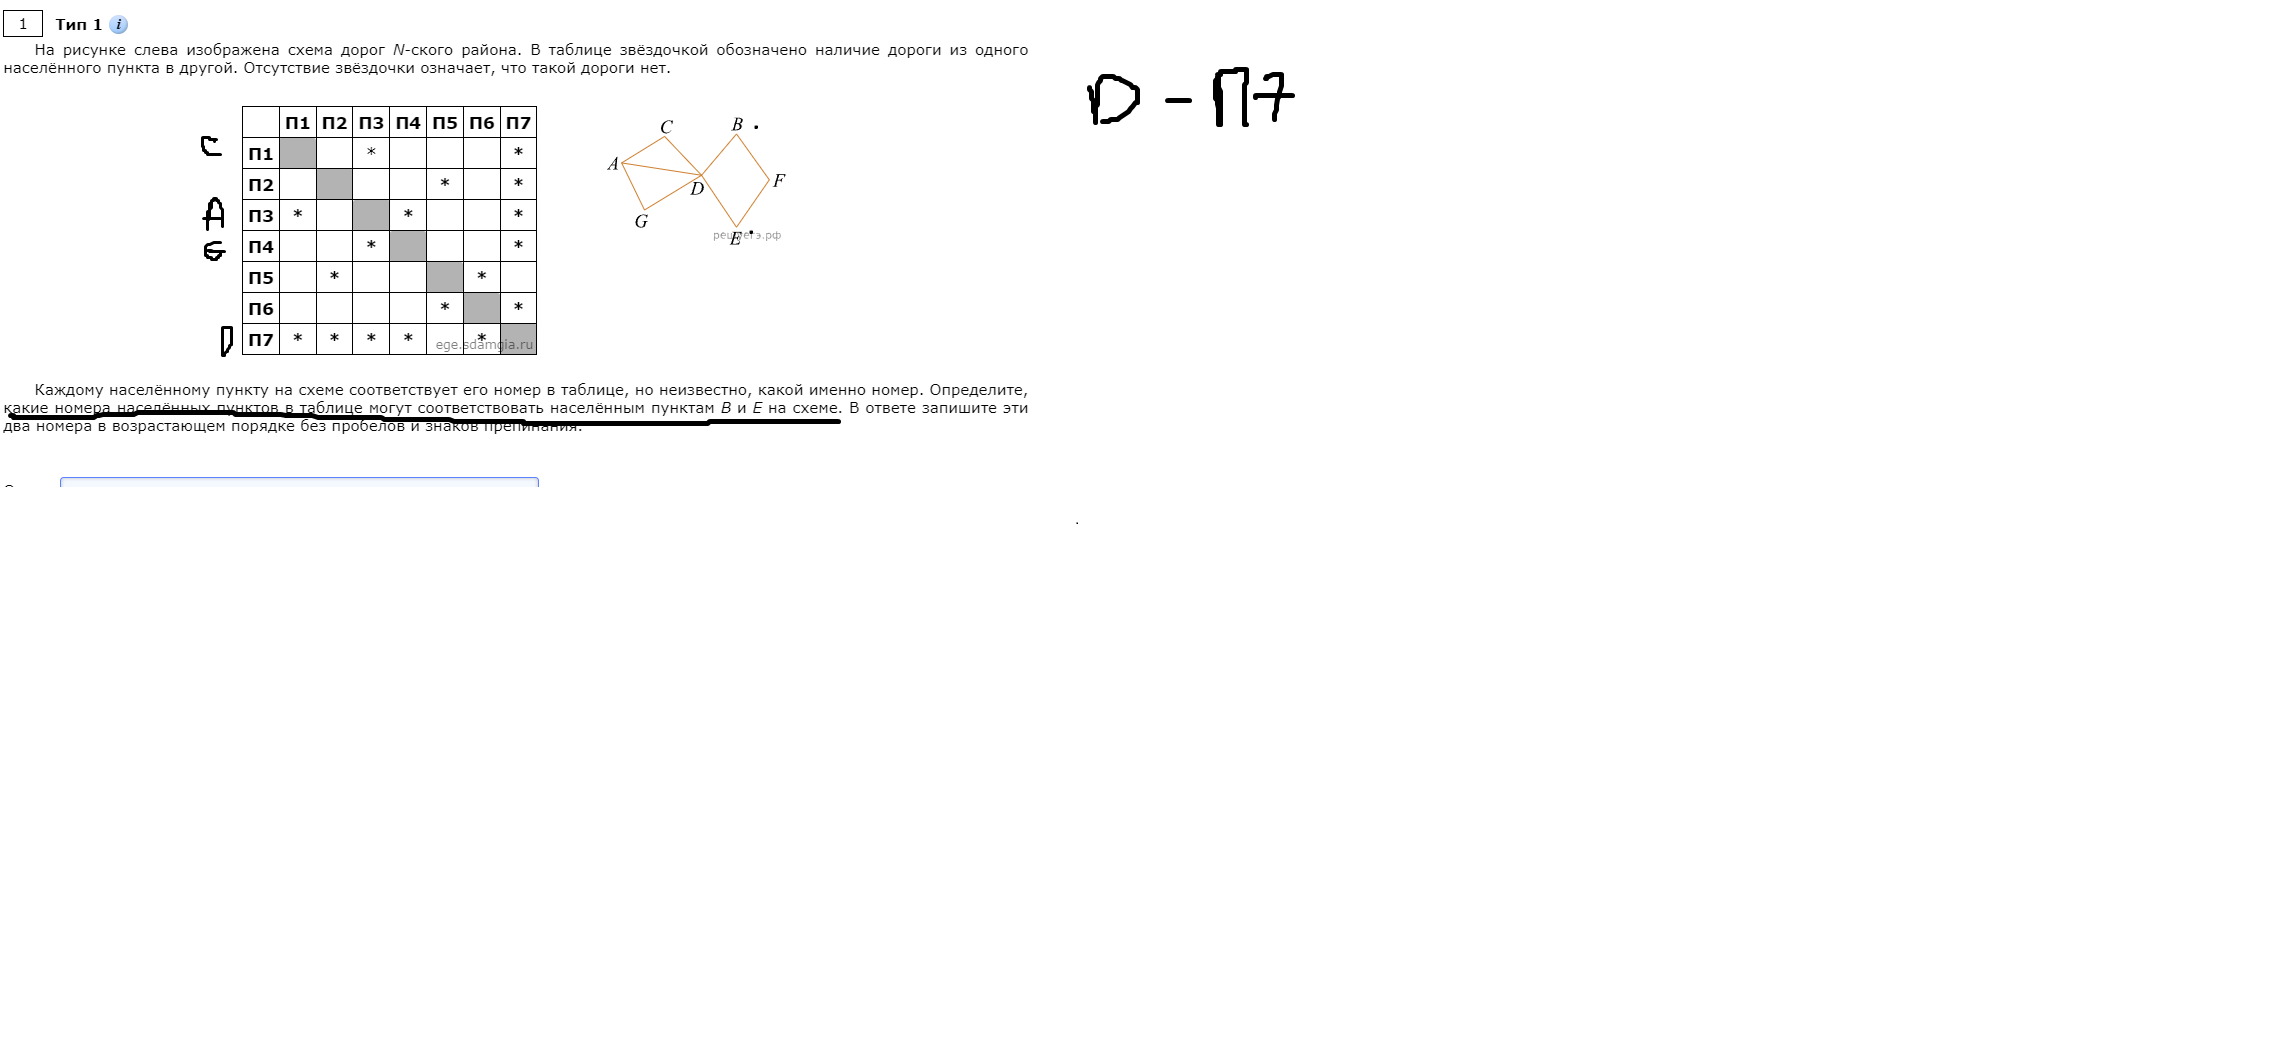 1 Тип 1 i
На рисунке слева изображена схема дорог N-ского района. В таблице звёздочкой обозначено наличие дороги из одного
населённого пункта в другой. Отсутствие звёздочки означает, что такой дороги нет.
D - П7
П1 П2 П3 П4 П5 П6 П7
C П1 * *
П2 * *
A П3 * * *
G П4 * *
П5 * *
П6 * *
D П7 * * * * *
ege.sdamgia.ru
C B
A F
D
G E
Каждому населённому пункту на схеме соответствует его номер в таблице, но неизвестно, какой именно номер. Определите,
какие номера населённых пунктов в таблице могут соответствовать населённым пунктам B и E на схеме. В ответе запишите эти
два номера в возрастающем порядке без пробелов и знаков препинания.